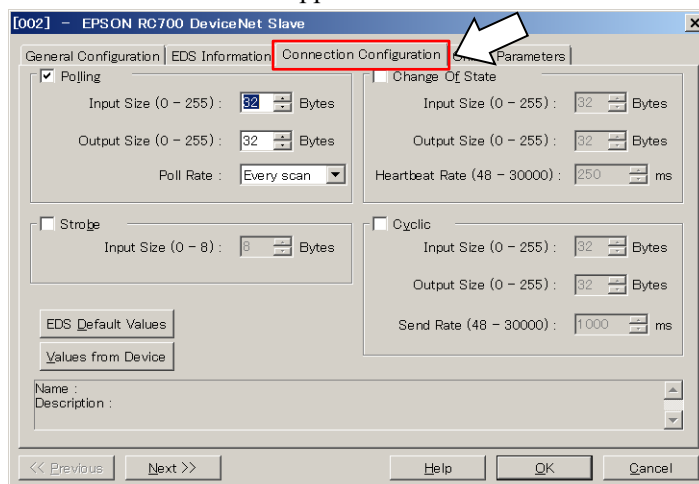 [002] - EPSON RC700 DeviceNet Slave
General Configuration EDS Information Connection Configuration Parameters
Polling
Input Size (0 - 255) : 32 Bytes
Output Size (0 - 255) : 32 Bytes
Poll Rate : Every scan
Change Of State
Input Size (0 - 255) : 32 Bytes
Output Size (0 - 255) : 32 Bytes
Heartbeat Rate (48 - 30000) : 250 ms
Strobe
Input Size (0 - 8) : 8 Bytes
Cyclic
Input Size (0 - 255) : 32 Bytes
Output Size (0 - 255) : 32 Bytes
Send Rate (48 - 30000) : 1000 ms
EDS Default Values
Values from Device
Name :
Description :
<< Previous Next >> Help OK Cancel